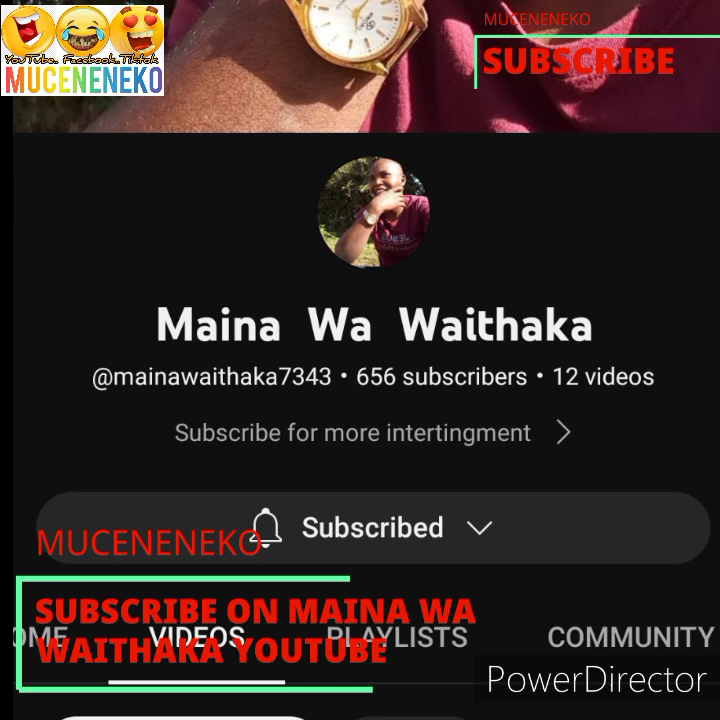 MUCENENEKO
SUBSCRIBE
YouTube. Facebook. Tiktok
MUCENENEKO
Maina Wa Waithaka
@mainawaithaka7343 • 656 subscribers • 12 videos
Subscribe for more intertingment
Subscribed
MUCENENEKO
SUBSCRIBE ON MAINA WA
WAITHAKA YOUTUBE
OME VIDEOS PLAYLISTS COMMUNITY
PowerDirector